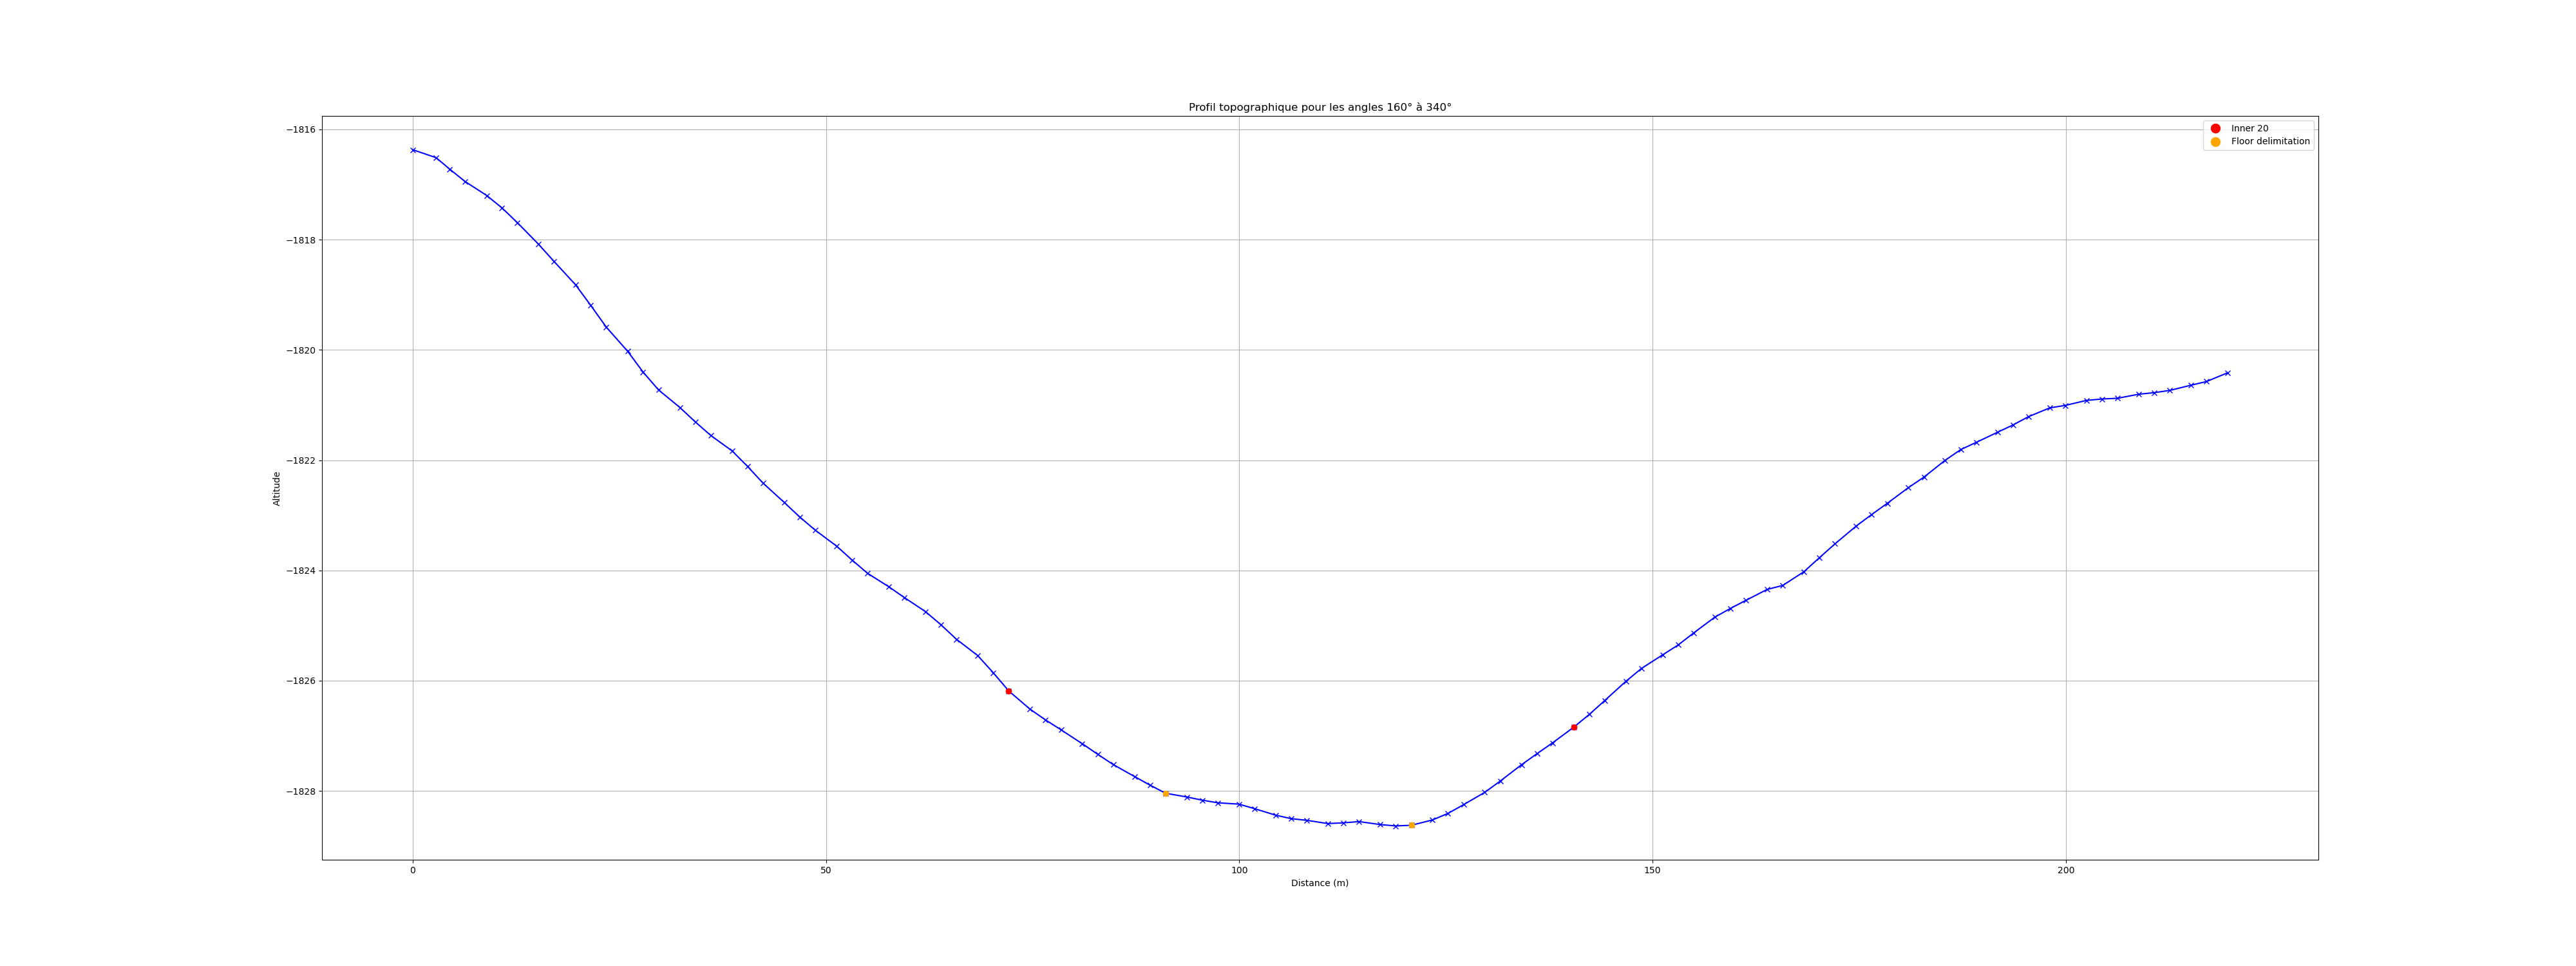 Profil topographique pour les angles 160° à 340°
Inner 20
Floor delimitation
Altitude
−1816
−1818
−1820
−1822
−1824
−1826
−1828
0
50
100
150
200
Distance (m)